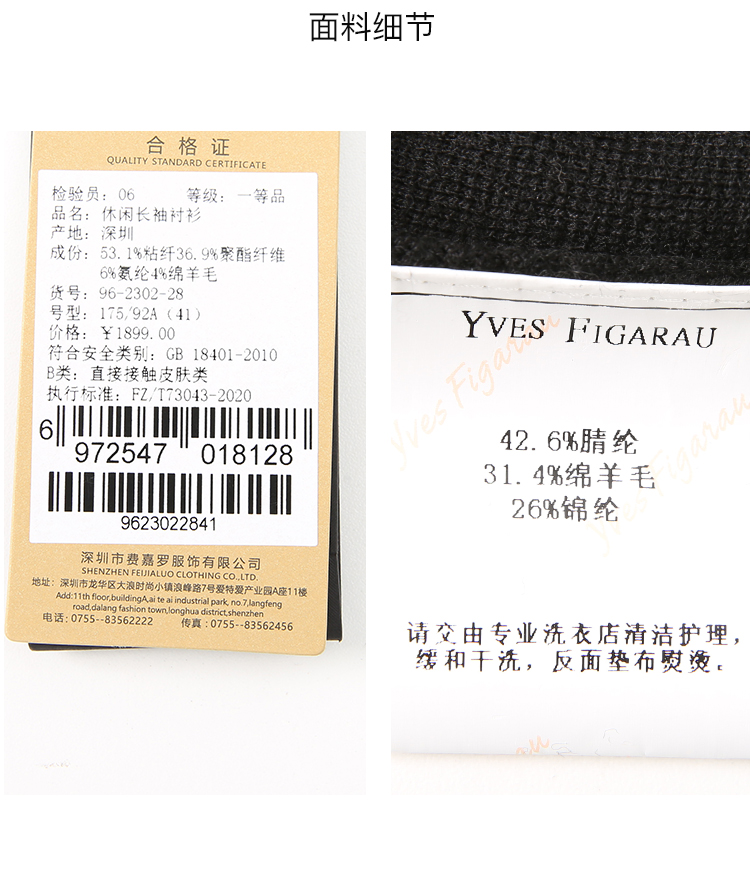 面料细节
合格证
QUALITY STANDARD CERTIFICATE
检验员：06 等级：一等品
品名：休闲长袖衬衫
产地：深圳
成份：53.1%粘纤36.9%聚酯纤维
6%氨纶4%绵羊毛
货号：96-2302-28
号型：175/92A（41）
价格：￥1899.00
符合安全类别：GB 18401-2010
B类：直接接触皮肤类
执行标准：FZ/T73043-2020
6 972547 018128
9623022841
深圳市费嘉罗服饰有限公司
SHENZHEN FEIJIALUO CLOTHING CO.,LTD.
地址：深圳市龙华区大浪时尚小镇浪峰路7号爱特爱产业园A座11楼
Add:11th floor,buildingA,ai te ai industrial park, no.7,langfeng
road,dalang fashion town,longhua district,shenzhen
电话：0755--83562222 传真：0755--83562456
YVES FIGARAU
Yves Figarau
42.6%腈纶
31.4%绵羊毛
26%锦纶
Yves Figarau
请交由专业洗衣店清洁护理，
缓和干洗，反面垫布熨烫。